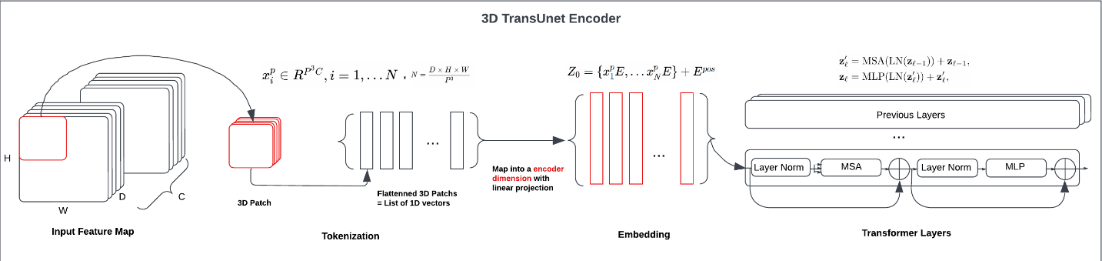 3D TransUnet Encoder
H
W
D
C
Input Feature Map
3D Patch
x_i^p ∈ R^{P^3 C}, i = 1, … N , N = \frac{D × H × W}{P^3}
...
Flattenned 3D Patchs
= List of 1D vectors
Tokenization
Map into a encoder
dimension with
linear projection
Z_0 = {x_1^p E, … x_N^p E} + E^{pos}
...
Embedding
z′_ℓ = MSA(LN(z_{ℓ−1})) + z_{ℓ−1},
z_ℓ = MLP(LN(z′_ℓ)) + z′_ℓ,
Previous Layers
...
Layer Norm
MSA
Layer Norm
MLP
Transformer Layers